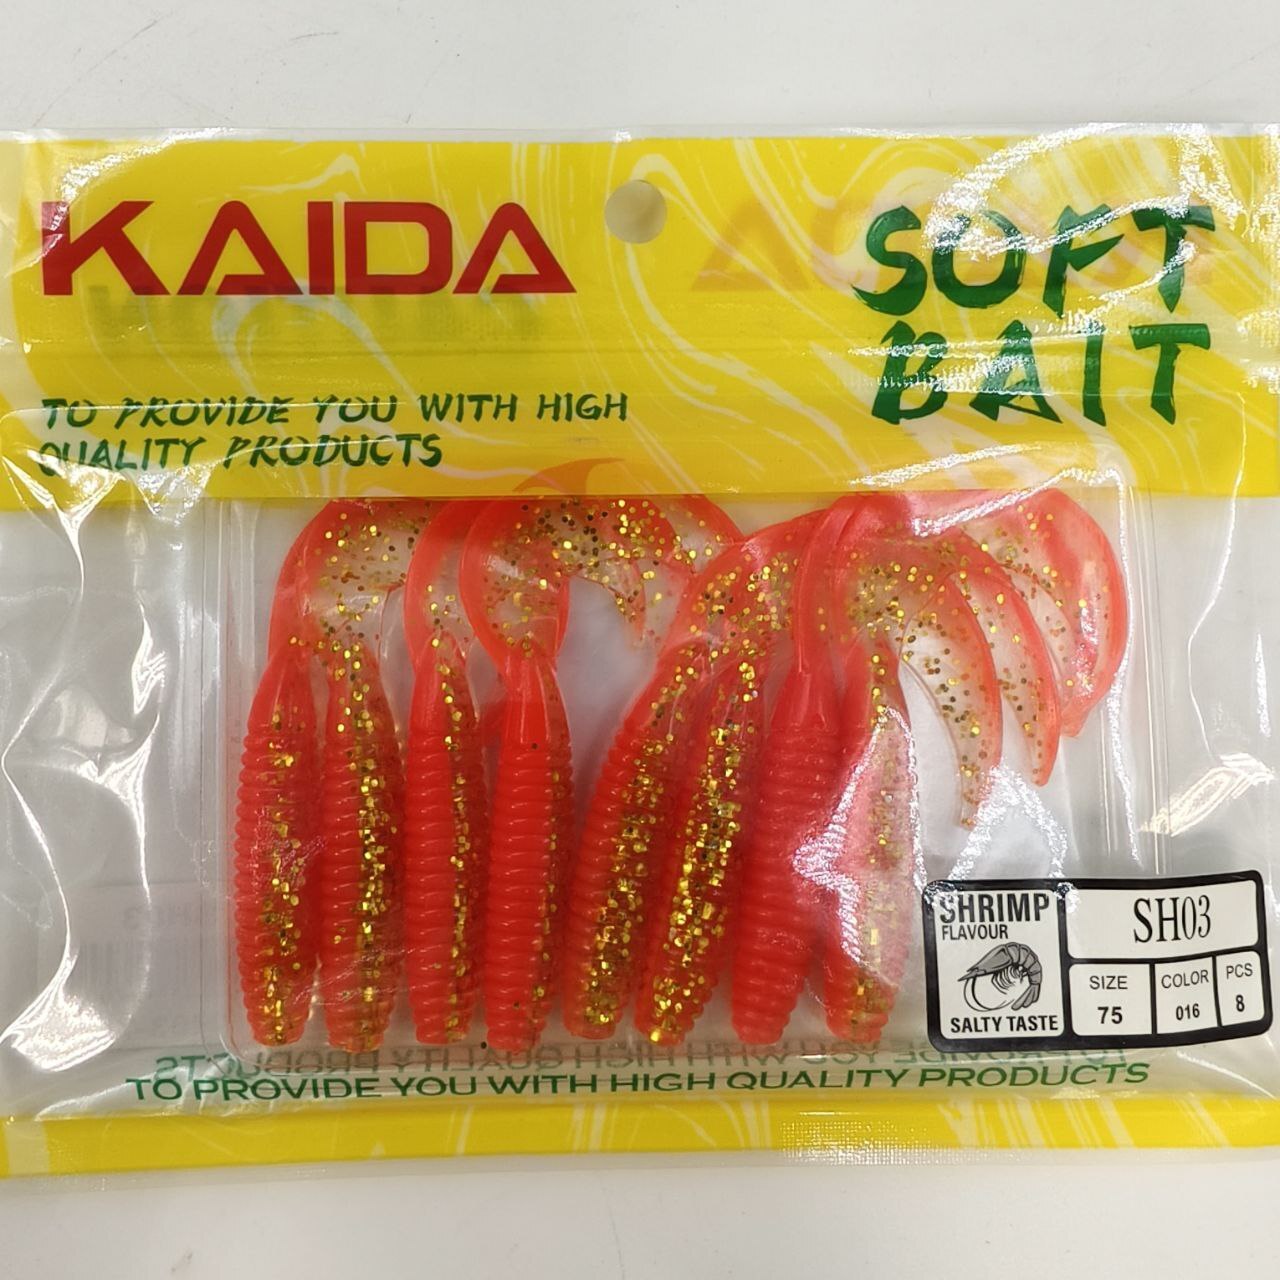 KAIDA
SOFT
BAIT
TO PROVIDE YOU WITH HIGH
QUALITY PRODUCTS
SHRIMP
FLAVOUR
SALTY TASTE
SH03
SIZE
75
COLOR
016
PCS
8
TO PROVIDE YOU WITH HIGH QUALITY PRODUCTS